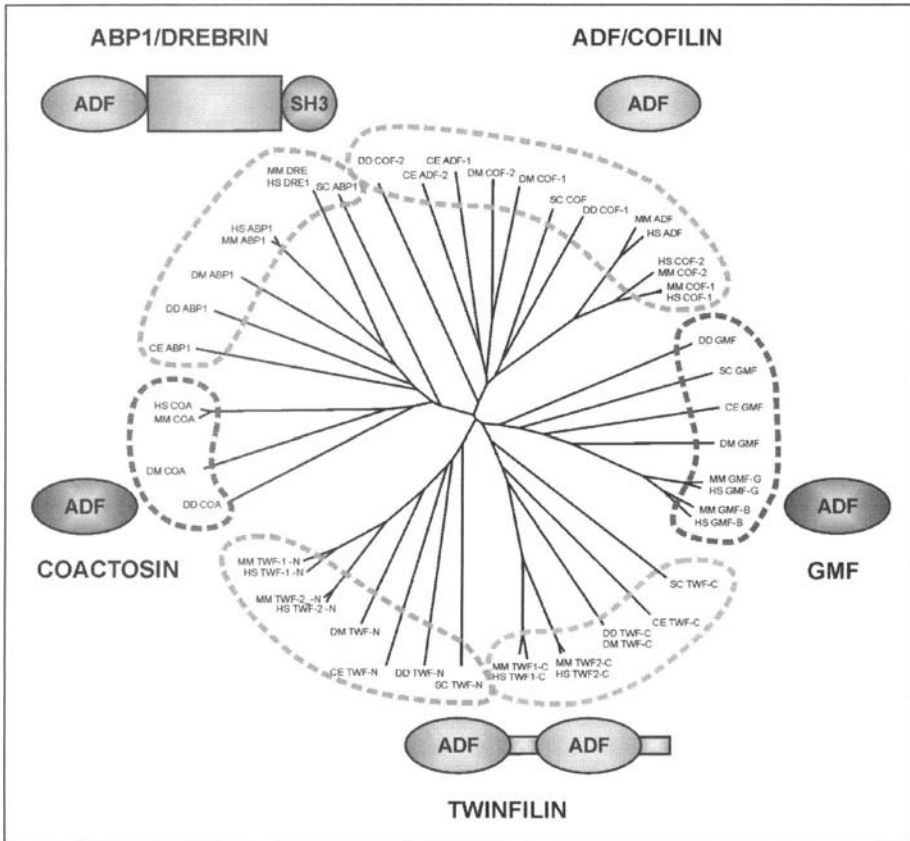 ABP1/DREBRIN
ADF/COFILIN
ADF
SH3
ADF
MM DRE
HS DRE1
SC ABP1
DD COF-2
CE ADF-2
CE ADF-1
DM COF-2
DM COF-1
SC COF
DD COF-1
MM ADF
HS ADF
HS COF-2
MM COF-2
MM COF-1
HS COF-1
HS ABP1
MM ABP1
DM ABP1
DD ABP1
CE ABP1
DD GMF
SC GMF
CE GMF
DM GMF
MM GMF-G
HS GMF-G
MM GMF-B
HS GMF-B
HS COA
MM COA
DM COA
DD COA
ADF
COACTOSIN
ADF
GMF
MM TWF-1 -N
HS TWF-1 -N
MM TWF-2_-N
HS TWF-2 -N
DM TWF-N
CE TWF-N
DD TWF-N
SC TWF-N
SC TWF-C
CE TWF-C
DD TWF-C
DM TWF-C
MM TWF1-C
HS TWF1-C
MM TWF2-C
HS TWF2-C
ADF
ADF
TWINFILIN